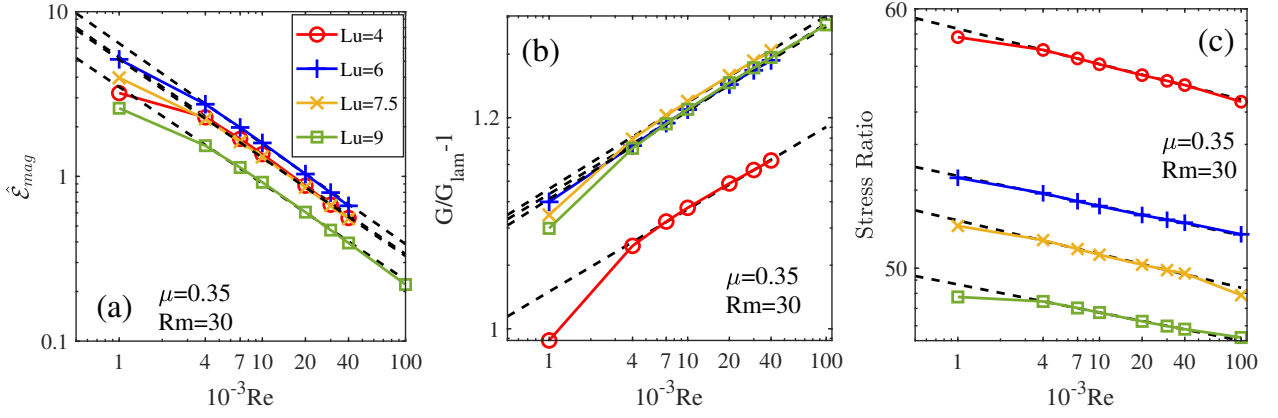 10
1
0.1
Ɛ̂mag
(a)
μ=0.35
Rm=30
Lu=4
Lu=6
Lu=7.5
Lu=9
1 4 7 10 20 40 100
10⁻³Re
1.2
1
G/Glam-1
(b)
μ=0.35
Rm=30
1 4 7 10 20 40 100
10⁻³Re
60
50
Stress Ratio
(c)
μ=0.35
Rm=30
1 4 7 10 20 40 100
10⁻³Re